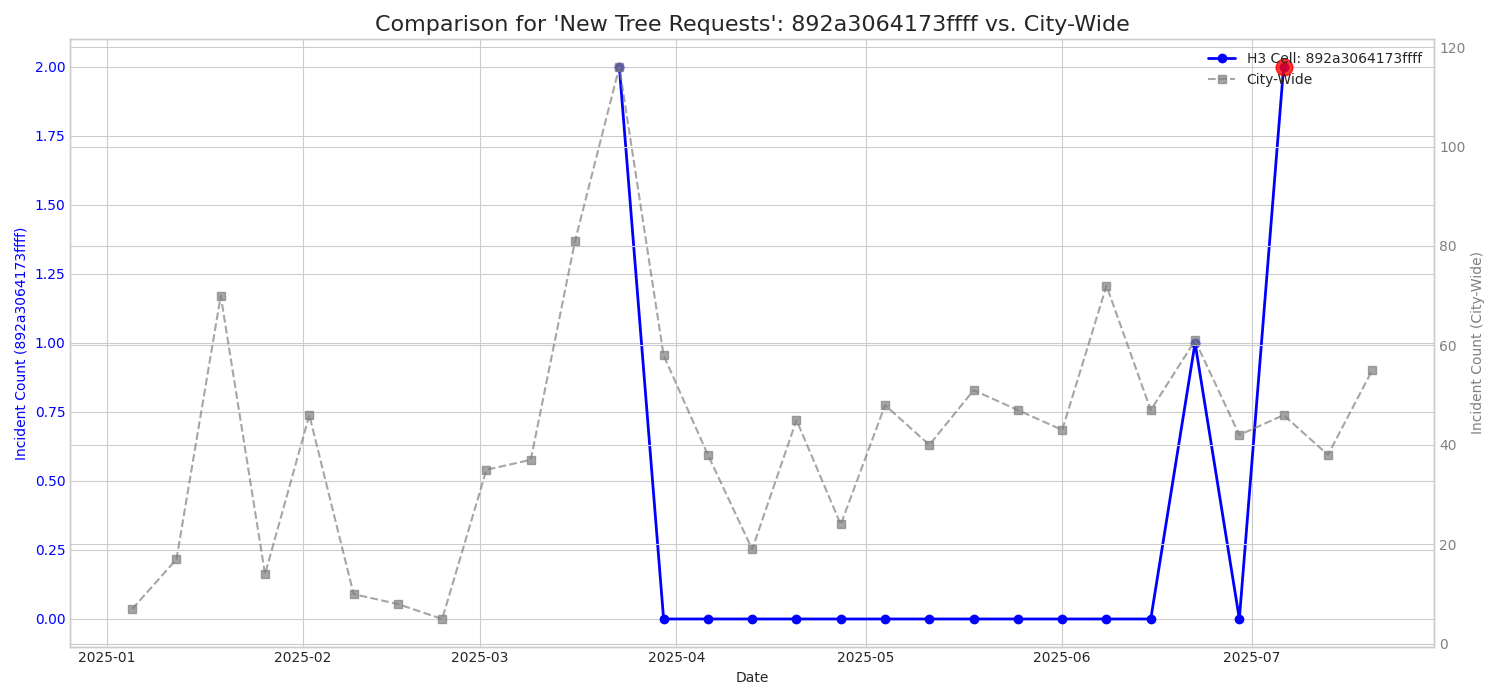 Comparison for 'New Tree Requests': 892a3064173ffff vs. City-Wide
H3 Cell: 892a3064173ffff
City-Wide
Incident Count (892a3064173ffff)
2.00
1.75
1.50
1.25
1.00
0.75
0.50
0.25
0.00
120
100
80
60
40
20
0
Incident Count (City-Wide)
2025-01 2025-02 2025-03 2025-04 2025-05 2025-06 2025-07
Date